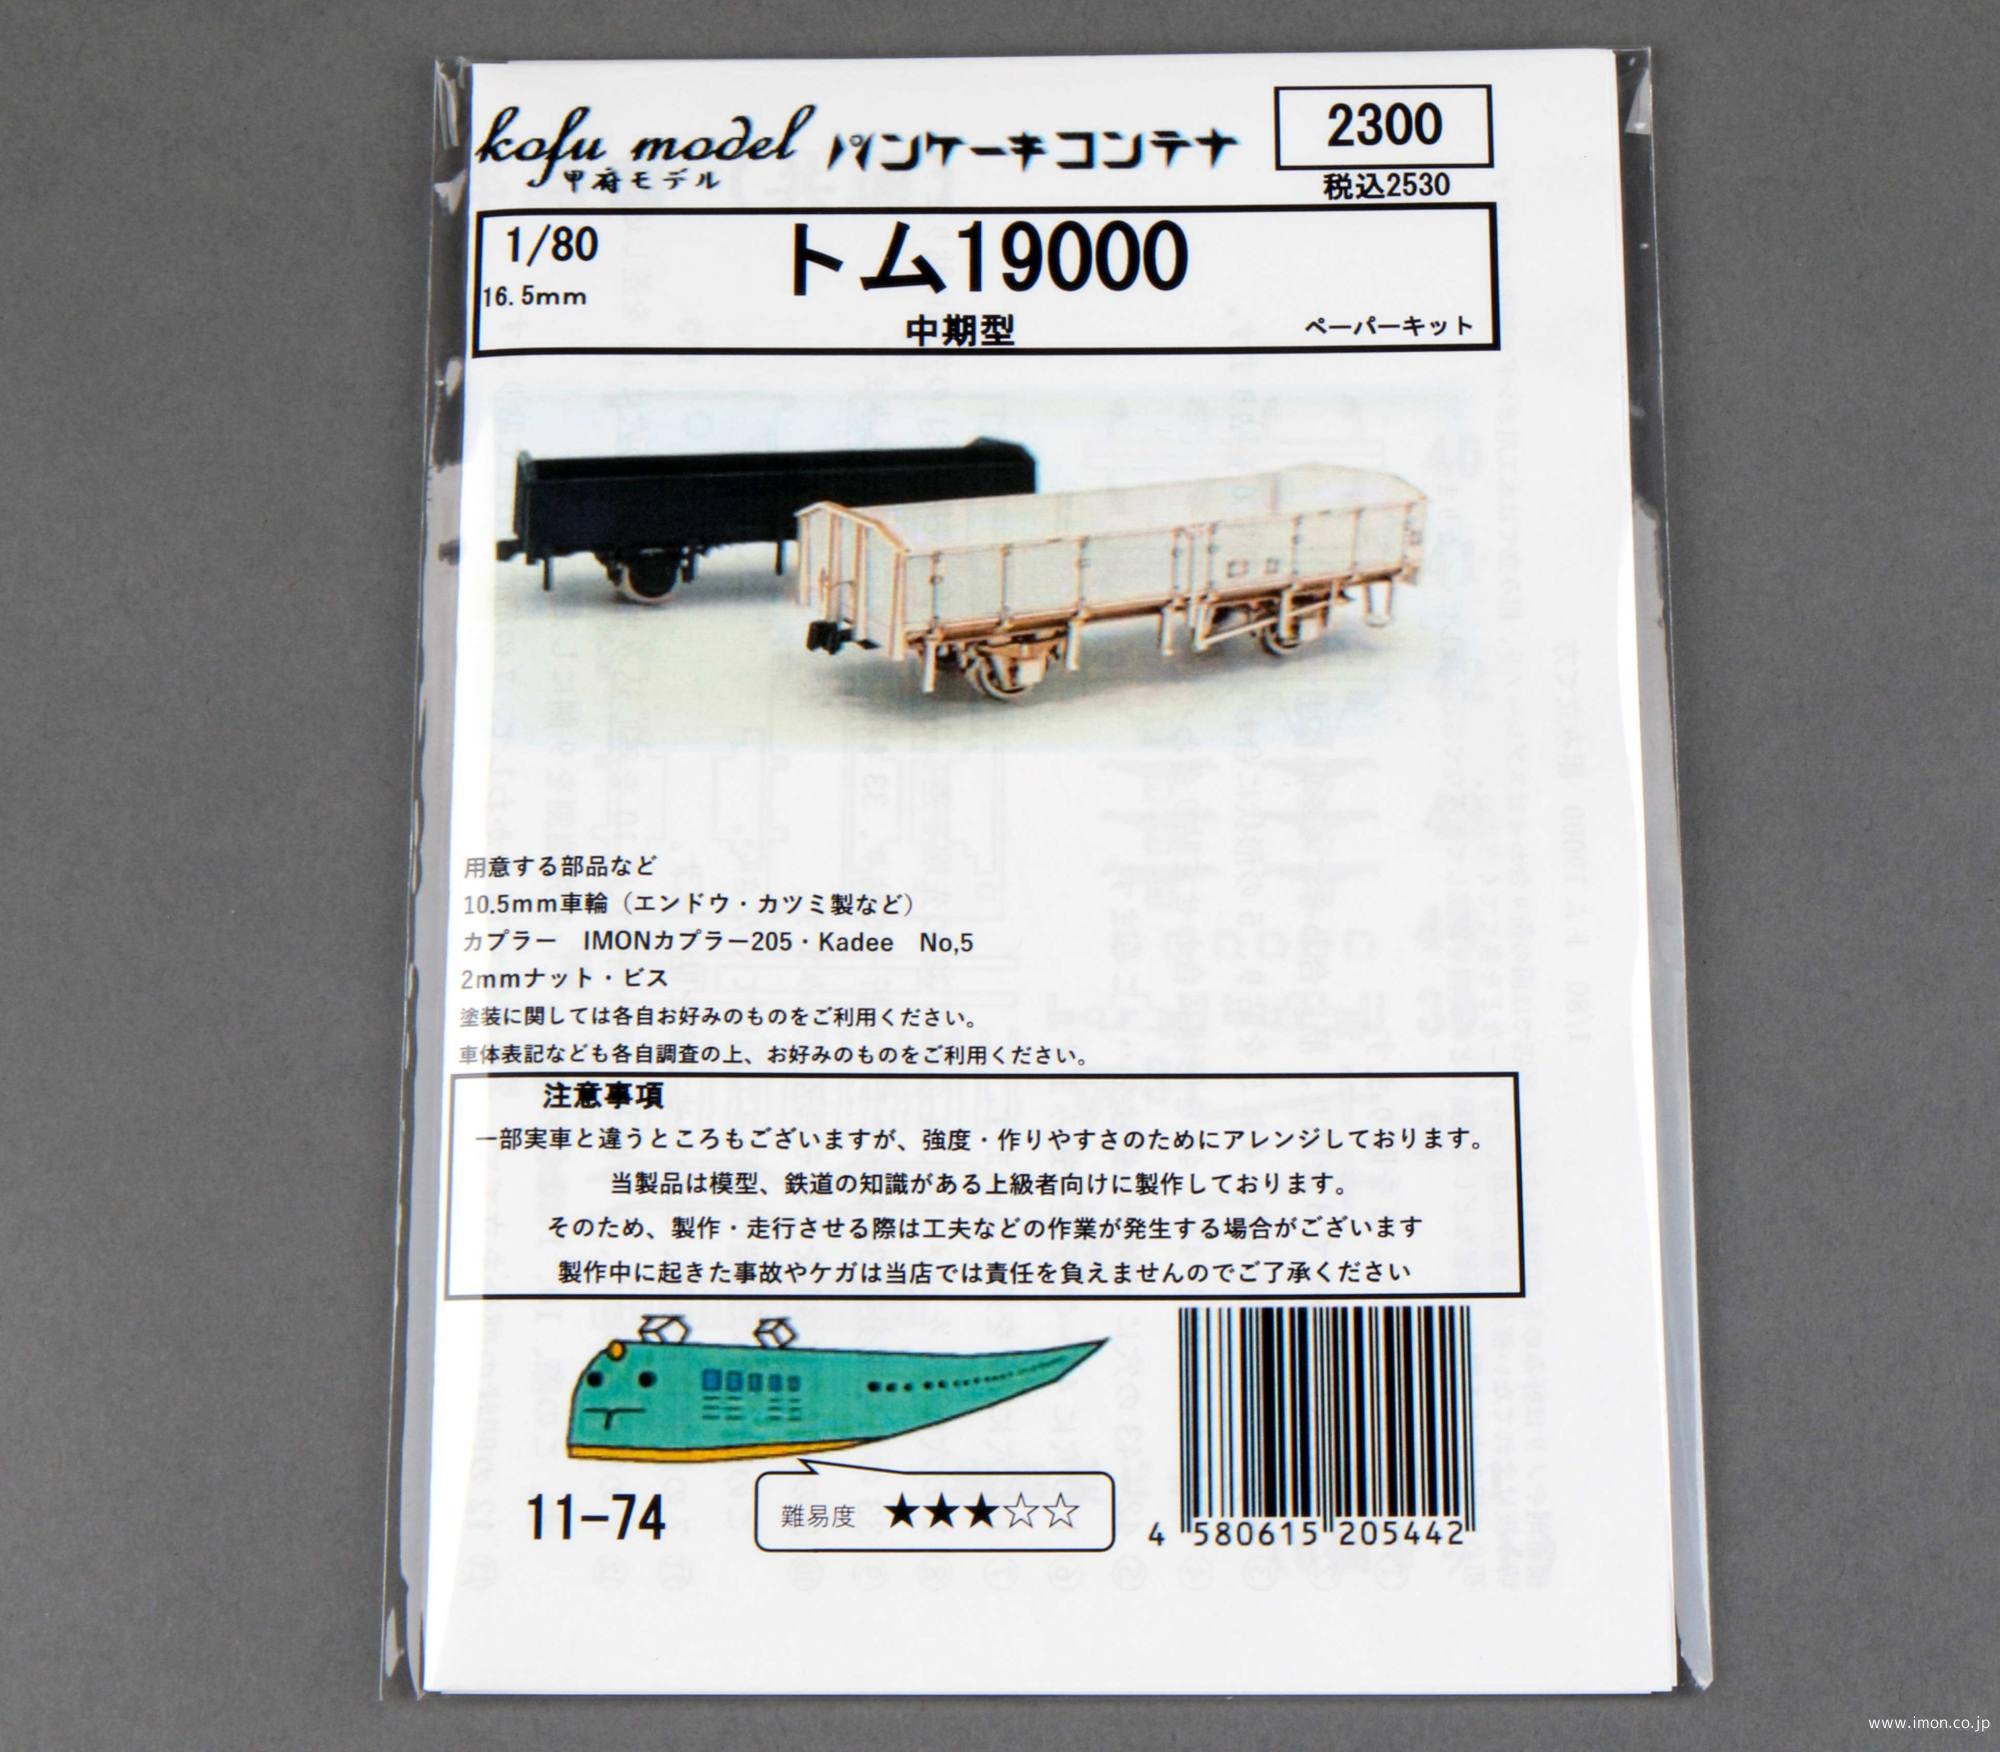 kofu model パンケーキコンテナ
甲府モデル
2300
税込2530
1/80
トム19000
16.5mm
中期型
ペーパーキット
用意する部品など
10.5mm車輪（エンドウ・カツミ製など）
カプラー　IMONカプラー205・Kadee　No,5
2mmナット・ビス
塗装に関しては各自お好みのものをご利用ください。
車体表記なども各自調査の上、お好みのものをご利用ください。
注意事項
一部実車と違うところもございますが、強度・作りやすさのためにアレンジしております。
当製品は模型、鉄道の知識がある上級者向けに製作しております。
そのため、製作・走行させる際は工夫などの作業が発生する場合がございます
製作中に起きた事故やケガは当店では責任を負えませんのでご了承ください
11-74
難易度 ★★★☆☆
4 580615 205442
www.imon.co.jp